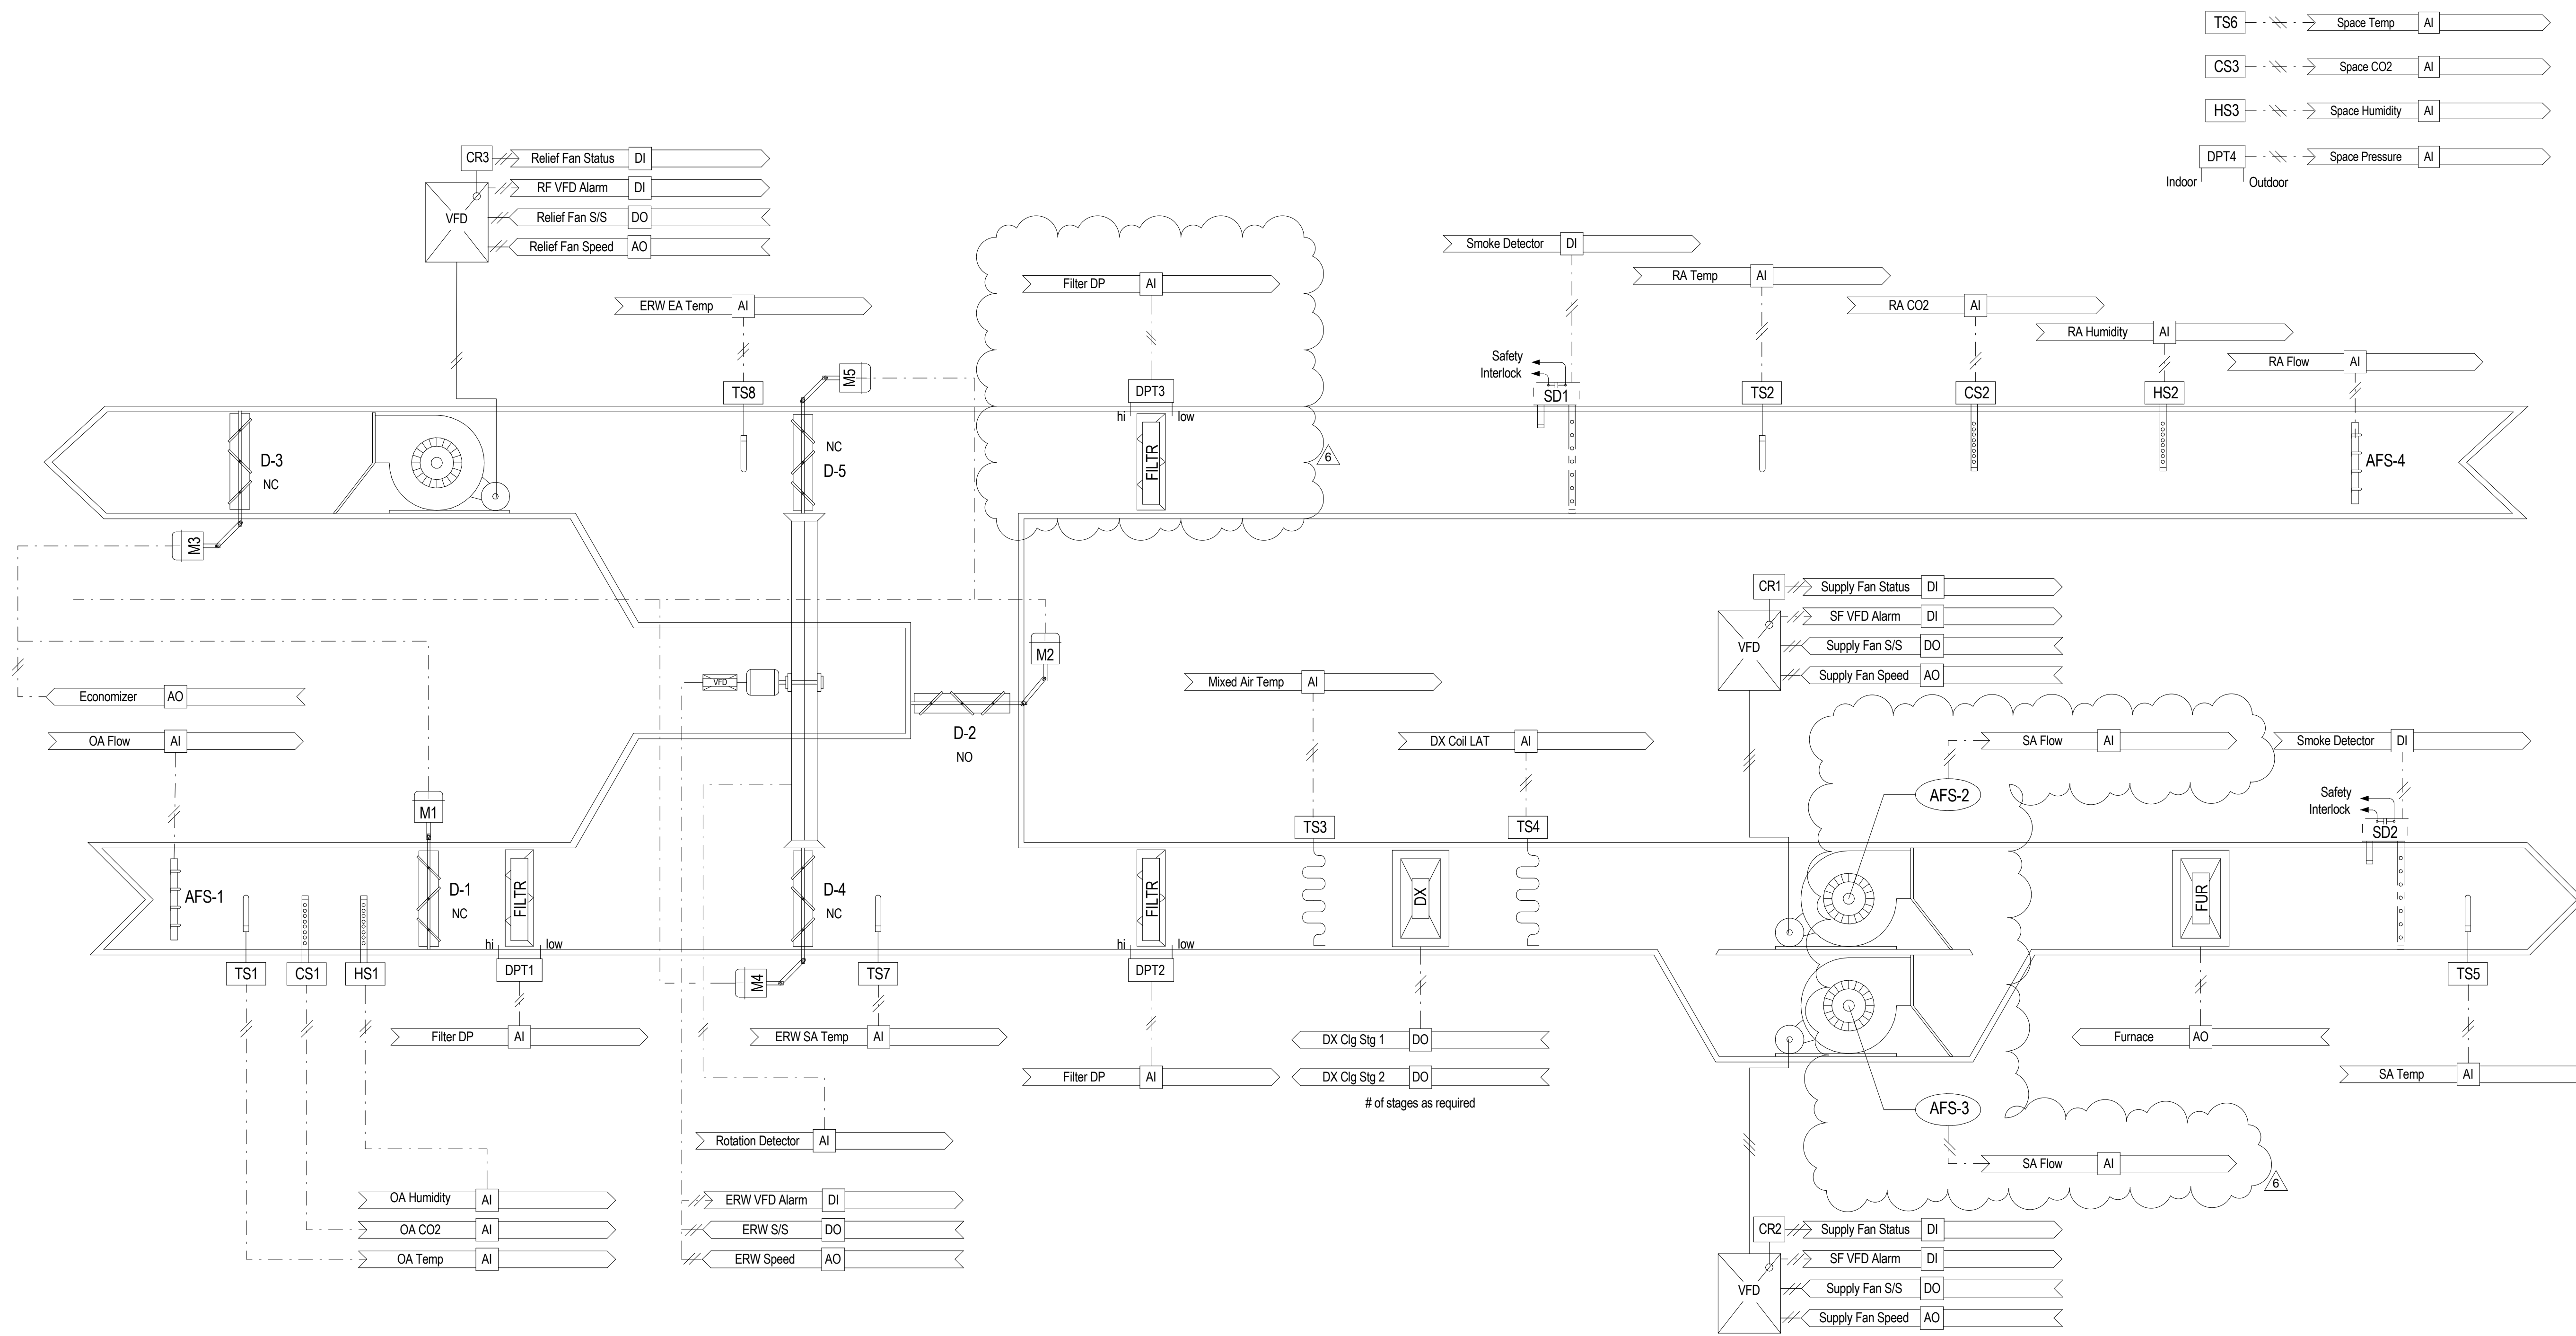 TS6 Space Temp AI
CS3 Space CO2 AI
HS3 Space Humidity AI
DPT4 Space Pressure AI
Indoor Outdoor
CR3 Relief Fan Status DI
RF VFD Alarm DI
VFD
Relief Fan S/S DO
Relief Fan Speed AO
Smoke Detector DI
RA Temp AI
Filter DP AI
ERW EA Temp AI
RA CO2 AI
RA Humidity AI
RA Flow AI
Safety
Interlock
M5
TS8
DPT3
SD1
TS2
CS2
HS2
hi low
NC
D-5
FILTR
6
D-3
NC
AFS-4
M3
CR1 Supply Fan Status DI
SF VFD Alarm DI
VFD
Supply Fan S/S DO
Supply Fan Speed AO
M2
VFD
Mixed Air Temp AI
Economizer AO
D-2
NO
OA Flow AI
DX Coil LAT AI
SA Flow AI
Smoke Detector DI
AFS-2
Safety
Interlock
M1
TS3
TS4
SD2
AFS-1
D-1
NC
FILTR
D-4
NC
FILTR
DX
FUR
hi low
hi low
TS1
CS1
HS1
DPT1
M4
TS7
DPT2
TS5
Filter DP AI
ERW SA Temp AI
DX Clg Stg 1 DO
Furnace AO
Filter DP AI
DX Clg Stg 2 DO
SA Temp AI
# of stages as required
AFS-3
Rotation Detector AI
SA Flow AI
6
OA Humidity AI
ERW VFD Alarm DI
OA CO2 AI
ERW S/S DO
OA Temp AI
ERW Speed AO
CR2 Supply Fan Status DI
SF VFD Alarm DI
VFD
Supply Fan S/S DO
Supply Fan Speed AO